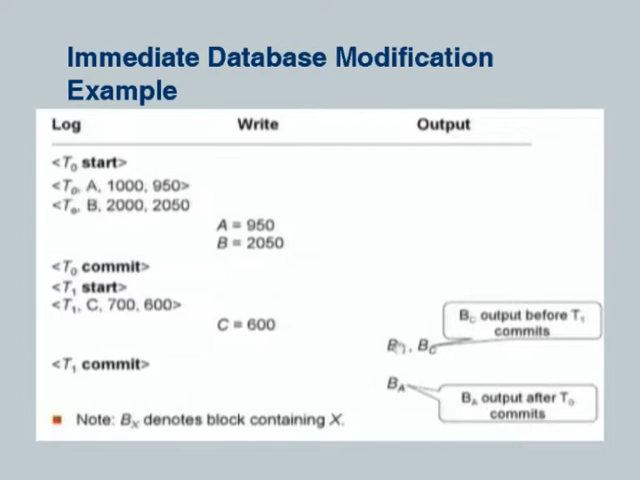 Immediate Database Modification
Example
Log Write Output
<T0 start>
<T0, A, 1000, 950>
<To, B, 2000, 2050
A = 950
B = 2050
<T0 commit>
<T1 start>
<T1, C, 700, 600>
C = 600
BC output before T1
commits
, BC
<T1 commit>
BA
BA output after T0
commits
Note: BX denotes block containing X.